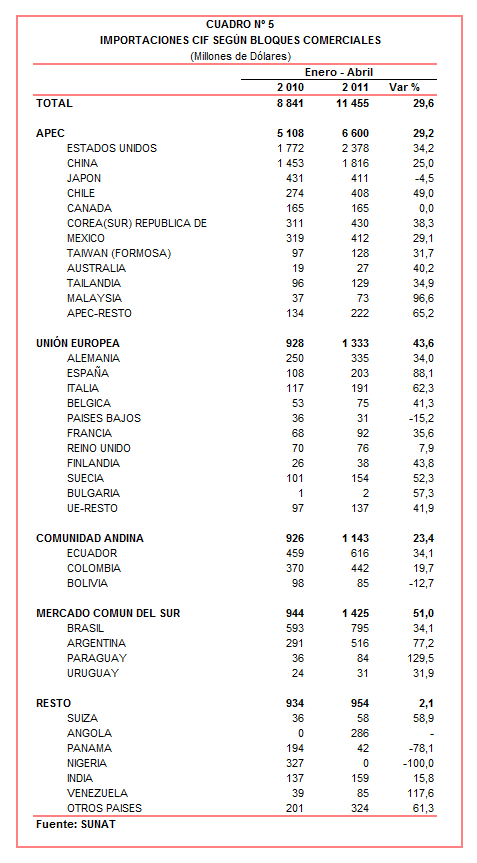 CUADRO Nº 5
IMPORTACIONES CIF SEGÚN BLOQUES COMERCIALES
(Millones de Dólares)
Enero - Abril
2 010 2 011 Var %
TOTAL 8 841 11 455 29,6
APEC 5 108 6 600 29,2
ESTADOS UNIDOS 1 772 2 378 34,2
CHINA 1 453 1 816 25,0
JAPON 431 411 -4,5
CHILE 274 408 49,0
CANADA 165 165 0,0
COREA(SUR) REPUBLICA DE 311 430 38,3
MEXICO 319 412 29,1
TAIWAN (FORMOSA) 97 128 31,7
AUSTRALIA 19 27 40,2
TAILANDIA 96 129 34,9
MALAYSIA 37 73 96,6
APEC-RESTO 134 222 65,2
UNIÓN EUROPEA 928 1 333 43,6
ALEMANIA 250 335 34,0
ESPAÑA 108 203 88,1
ITALIA 117 191 62,3
BELGICA 53 75 41,3
PAISES BAJOS 36 31 -15,2
FRANCIA 68 92 35,6
REINO UNIDO 70 76 7,9
FINLANDIA 26 38 43,8
SUECIA 101 154 52,3
BULGARIA 1 2 57,3
UE-RESTO 97 137 41,9
COMUNIDAD ANDINA 926 1 143 23,4
ECUADOR 459 616 34,1
COLOMBIA 370 442 19,7
BOLIVIA 98 85 -12,7
MERCADO COMUN DEL SUR 944 1 425 51,0
BRASIL 593 795 34,1
ARGENTINA 291 516 77,2
PARAGUAY 36 84 129,5
URUGUAY 24 31 31,9
RESTO 934 954 2,1
SUIZA 36 58 58,9
ANGOLA 0 286 -
PANAMA 194 42 -78,1
NIGERIA 327 0 -100,0
INDIA 137 159 15,8
VENEZUELA 39 85 117,6
OTROS PAISES 201 324 61,3
Fuente: SUNAT